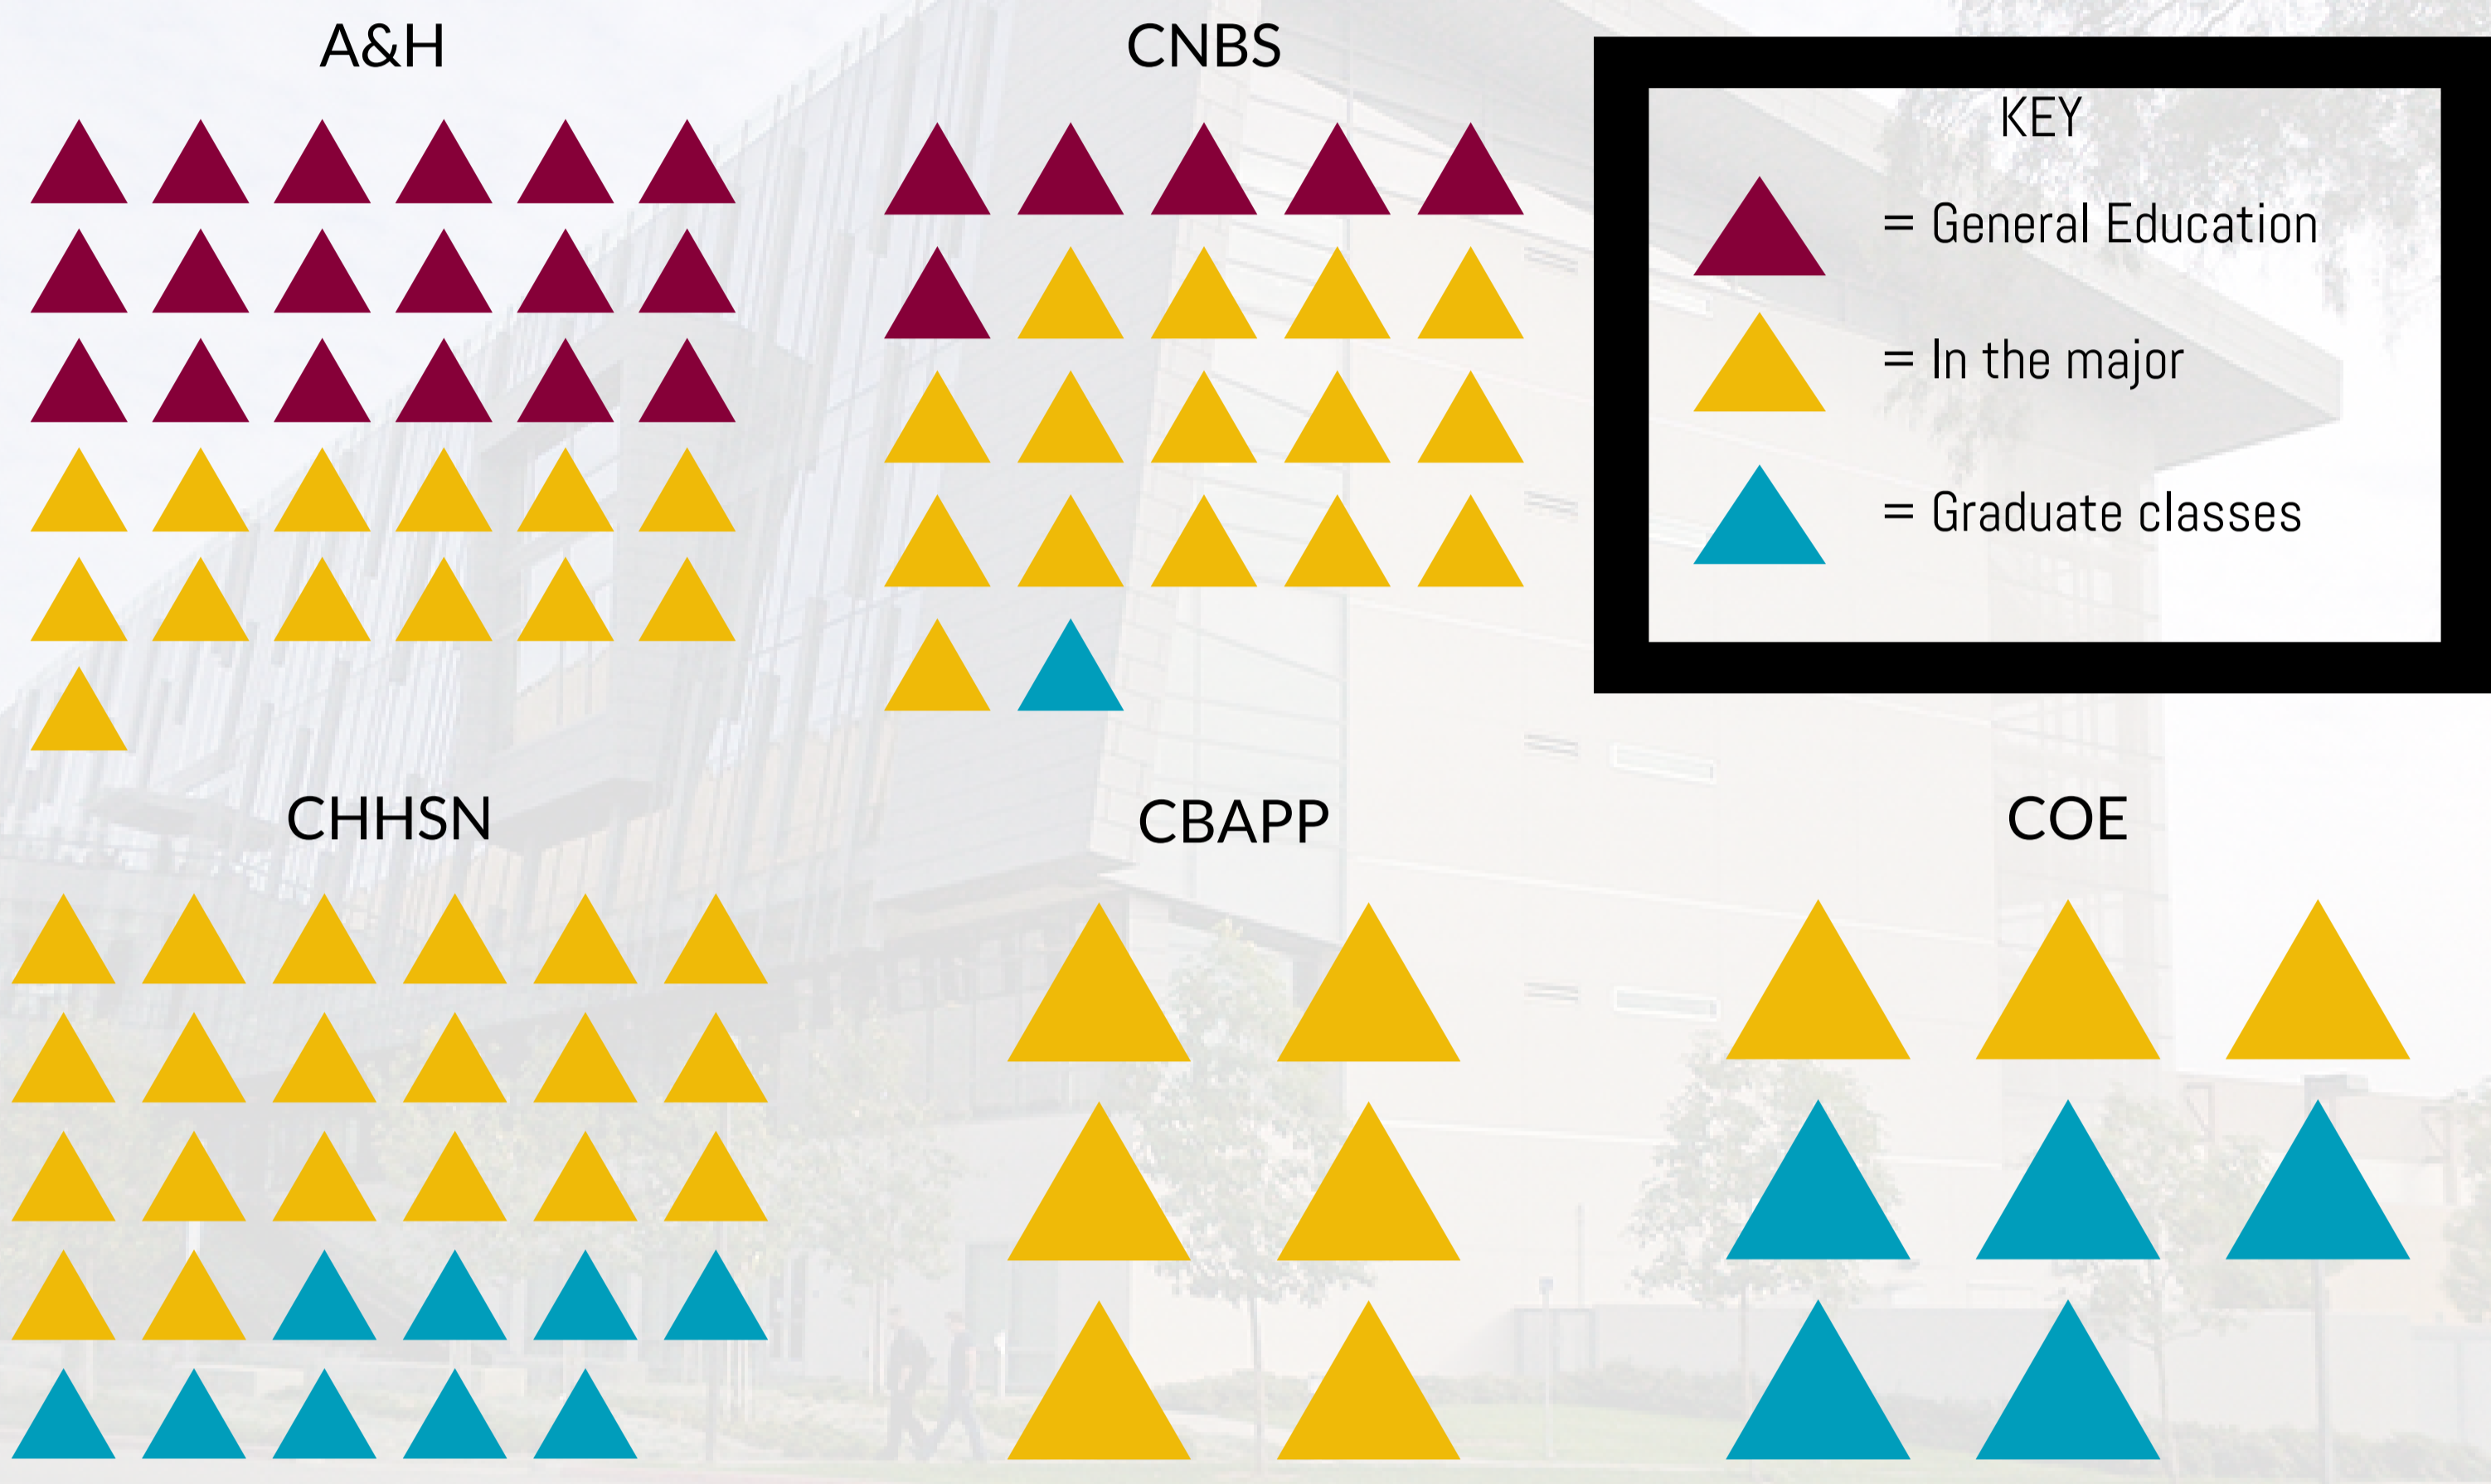 A&H
CNBS
KEY
= General Education
= In the major
= Graduate classes
CHHSN
CBAPP
COE